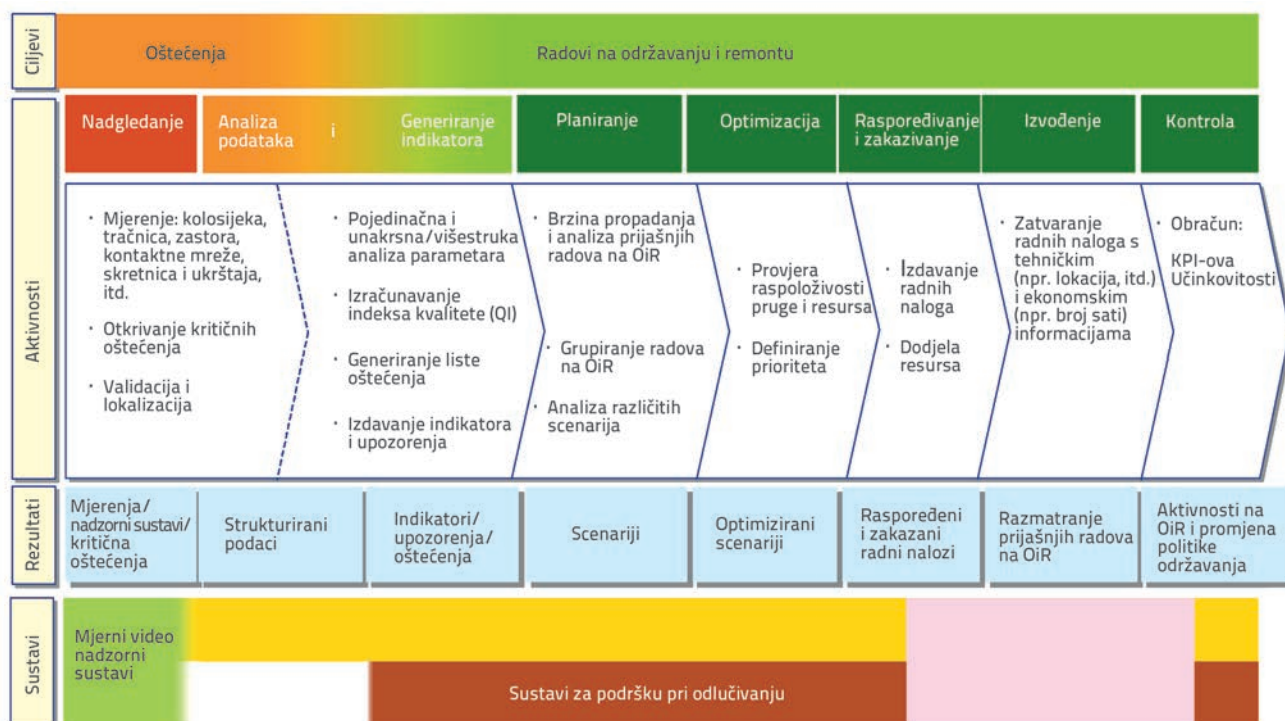 Ciljevi
Oštećenja
Radovi na održavanju i remontu
Aktivnosti
Nadgledanje
Analiza
podataka
i
Generiranje
indikatora
Planiranje
Optimizacija
Raspoređivanje
i zakazivanje
Izvođenje
Kontrola
· Mjerenje: kolosijeka,
tračnica, zastora,
kontaktne mreže,
skretnica i ukrštaja,
itd.
· Otkrivanje kritičnih
oštećenja
· Validacija i
lokalizacija
· Pojedinačna i
unakrsna/višestruka
analiza parametara
· Izračunavanje
indeksa kvalitete (QI)
· Generiranje liste
oštećenja
· Izdavanje indikatora
i upozorenja
· Brzina propadanja
i analiza prijašnjih
radova na OiR
· Grupiranje radova
na OiR
· Analiza različitih
scenarija
· Provjera
raspoloživosti
pruge i resursa
· Definiranje
prioriteta
· Izdavanje
radnih
naloga
· Dodjela
resursa
· Zatvaranje
radnih naloga s
tehničkim
(npr. lokacija, itd.)
i ekonomskim
(npr. broj sati)
informacijama
· Obračun:
KPI-ova
Učinkovitosti
Rezultati
Mjerenja/
nadzorni sustavi/
kritična
oštećenja
Strukturirani
podaci
Indikatori/
upozorenja/
oštećenja
Scenariji
Optimizirani
scenariji
Raspoređeni
i zakazani
radni nalozi
Razmatranje
prijašnjih radova
na OiR
Aktivnosti na
OiR i promjena
politike
održavanja
Sustavi
Mjerni video
nadzorni
sustavi
Sustavi za podršku pri odlučivanju